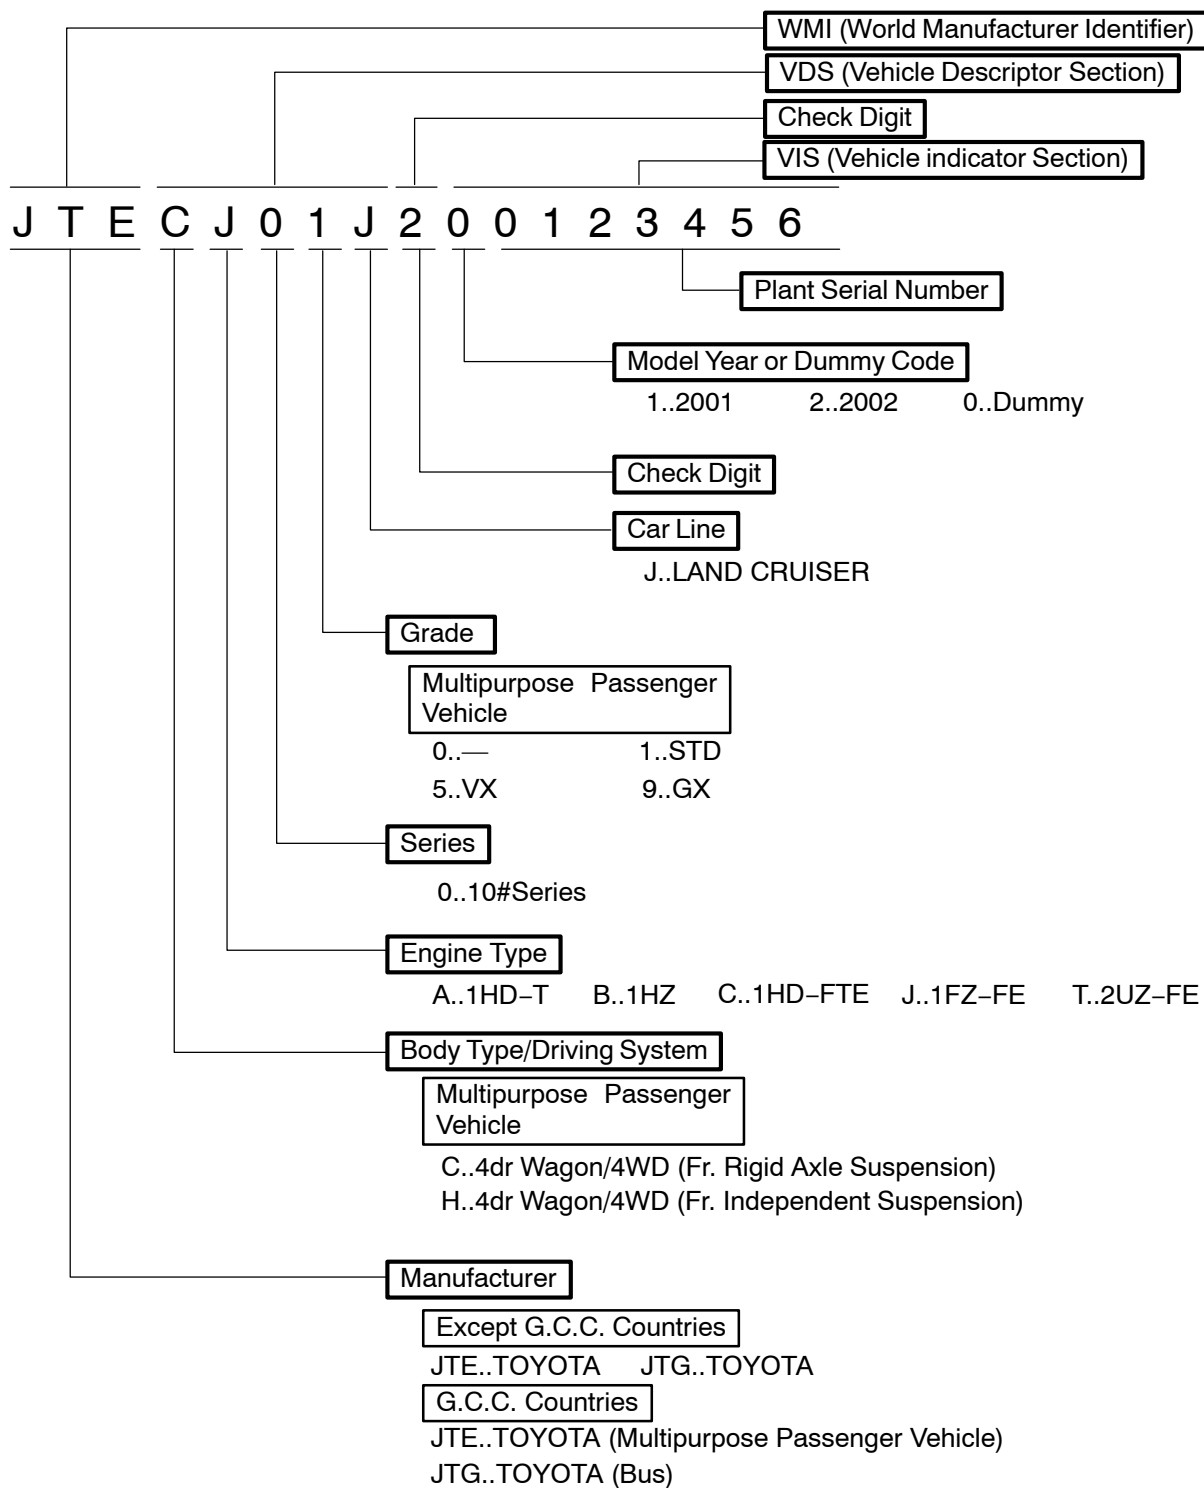 WMI (World Manufacturer Identifier)
VDS (Vehicle Descriptor Section)
Check Digit
VIS (Vehicle indicator Section)
J T E C J 0 1 J 2 0 0 1 2 3 4 5 6
Plant Serial Number
Model Year or Dummy Code
1..2001 2..2002 0..Dummy
Check Digit
Car Line
J..LAND CRUISER
Grade
Multipurpose Passenger
Vehicle
0..— 1..STD
5..VX 9..GX
Series
0..10#Series
Engine Type
A..1HD−T B..1HZ C..1HD−FTE J..1FZ−FE T..2UZ−FE
Body Type/Driving System
Multipurpose Passenger
Vehicle
C..4dr Wagon/4WD (Fr. Rigid Axle Suspension)
H..4dr Wagon/4WD (Fr. Independent Suspension)
Manufacturer
Except G.C.C. Countries
JTE..TOYOTA JTG..TOYOTA
G.C.C. Countries
JTE..TOYOTA (Multipurpose Passenger Vehicle)
JTG..TOYOTA (Bus)